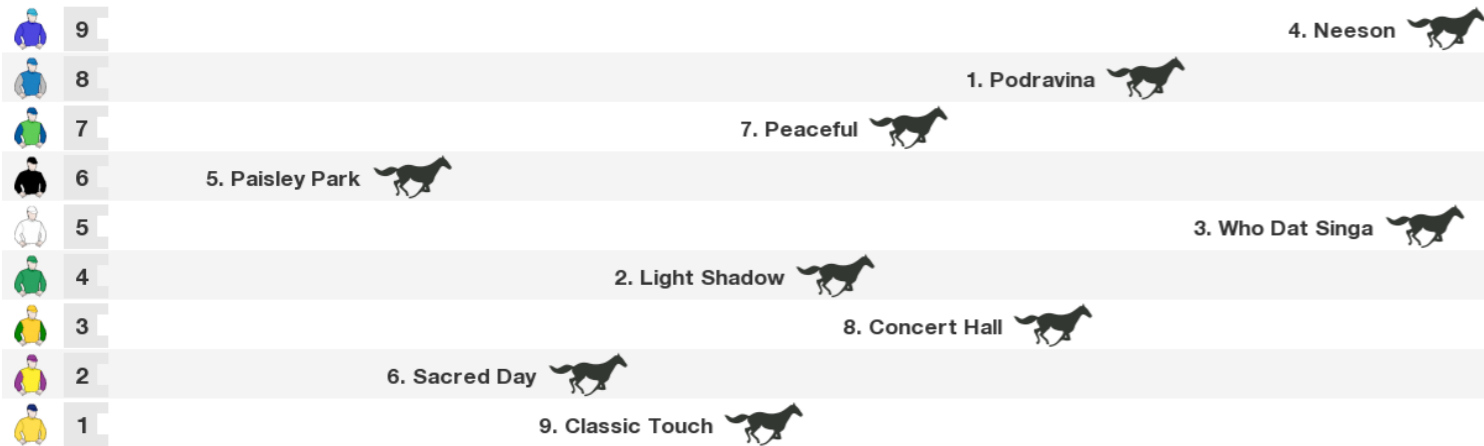 9 4. Neeson
8 1. Podravina
7 7. Peaceful
6 5. Paisley Park
5 3. Who Dat Singa
4 2. Light Shadow
3 8. Concert Hall
2 6. Sacred Day
1 9. Classic Touch